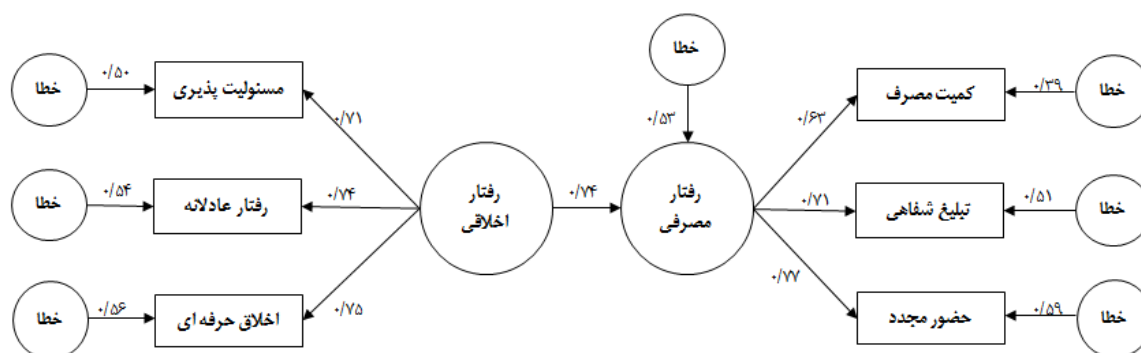 خطا
۰/۵۳
خطا
۰/۳۹
کمیت مصرف
۰/۶۳
۰/۷۱
مسئولیت پذیری
۰/۵۰
خطا
خطا
۰/۵۱
تبلیغ شفاهی
۰/۷۱
رفتار
مصرفی
۰/۷۴
رفتار
اخلاقی
۰/۷۴
رفتار عادلانه
۰/۵۴
خطا
خطا
۰/۵۹
حضور مجدد
۰/۷۷
۰/۷۵
اخلاق حرفه ای
۰/۵۶
خطا